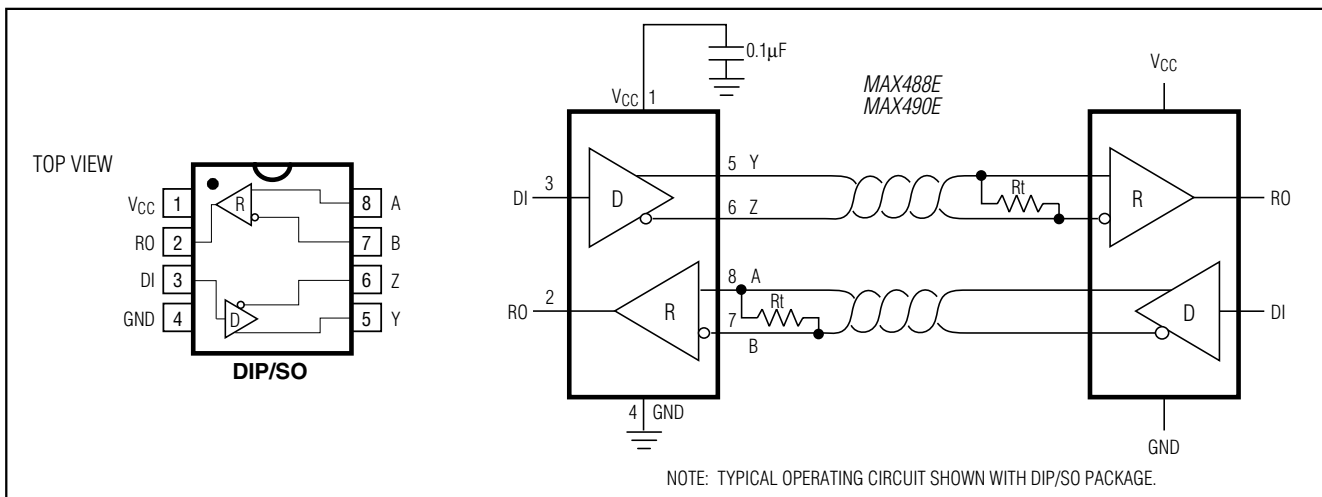 TOP VIEW
VCC 1
RO 2
DI 3
GND 4
8 A
7 B
6 Z
5 Y
R
D
DIP/SO
0.1µF
VCC 1
MAX488E
MAX490E
VCC
DI 3
D
5 Y
6 Z
Rt
R
RO
RO 2
R
8 A
7
B
Rt
D
DI
4 GND
GND
NOTE: TYPICAL OPERATING CIRCUIT SHOWN WITH DIP/SO PACKAGE.